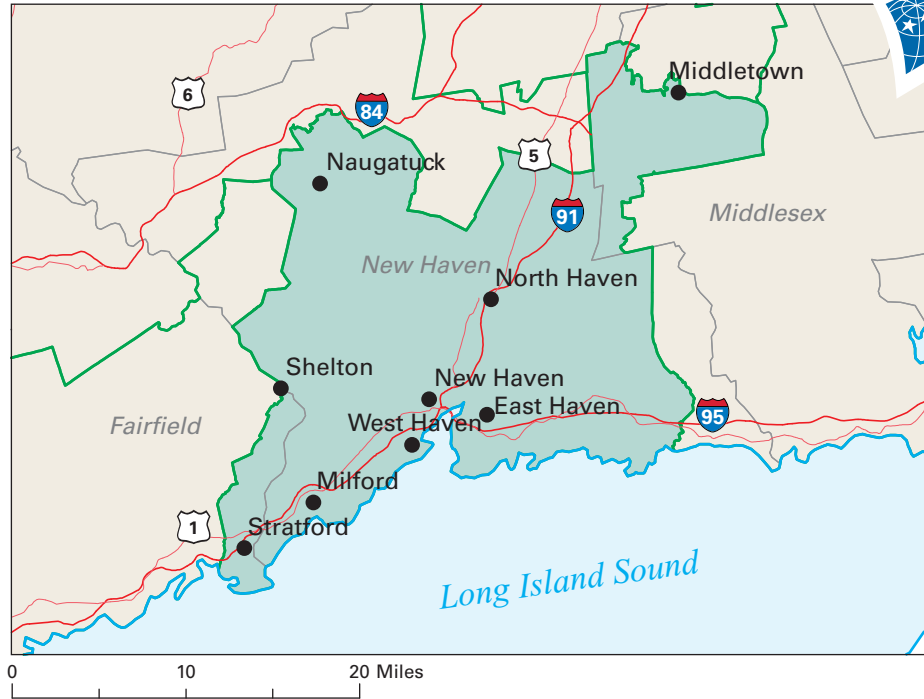 Middletown
6
84
Naugatuck
5
91
Middlesex
New Haven
North Haven
Shelton
New Haven
East Haven
Fairfield
West Haven
95
Milford
1
Stratford
Long Island Sound
0 10 20 Miles